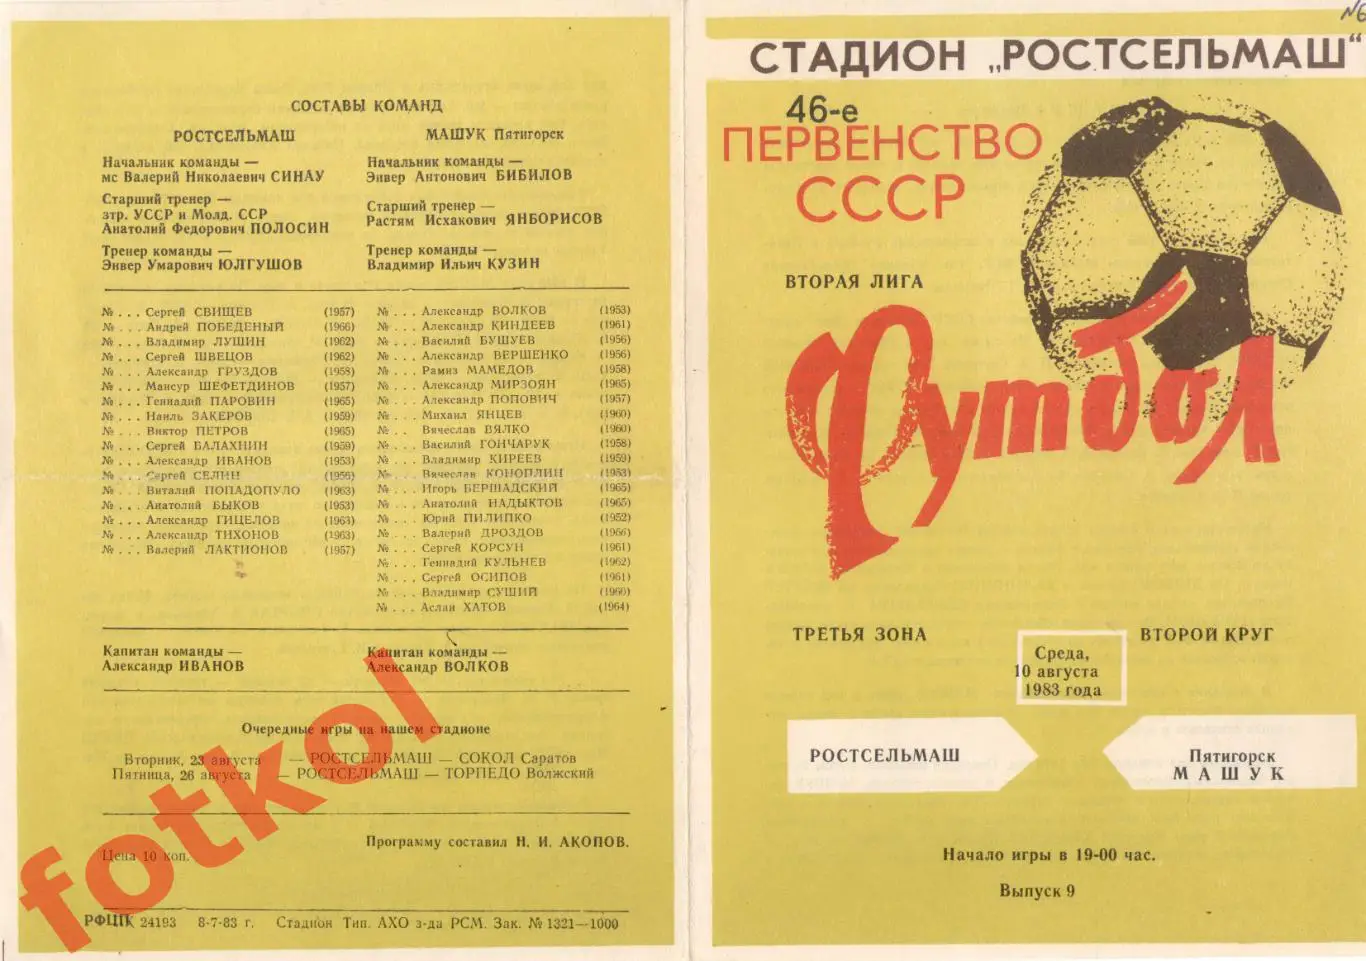 СОСТАВЫ КОМАНД
РОСТСЕЛЬМАШ
Начальник команды —
мс Валерий Николаевич СИНАУ
Старший тренер —
зтр. УССР и Молд. ССР
Анатолий Федорович ПОЛОСИН
Тренер команды —
Энвер Умарович ЮЛГУШОВ
МАШУК Пятигорск
Начальник команды —
Энвер Антонович БИБИЛОВ
Старший тренер —
Растям Исхакович ЯНБОРИСОВ
Тренер команды —
Владимир Ильич КУЗИН
№ . . . Сергей СВИЩЕВ (1957)
№ . . . Андрей ПОБЕДЕНЫЙ (1966)
№ . . . Владимир ЛУШИН (1962)
№ . . . Сергей ШВЕЦОВ (1962)
№ . . . Александр ГРУЗДОВ (1958)
№ . . . Мансур ШЕФЕТДИНОВ (1957)
№ . . . Геннадий ПАРОВИН (1965)
№ . . . Наиль ЗАКЕРОВ (1959)
№ . . . Виктор ПЕТРОВ (1965)
№ . . . Сергей БАЛАХНИН (1959)
№ . . . Александр ИВАНОВ (1953)
№ . . . Сергей СЕЛИН (1956)
№ . . . Виталий ПОПАДОПУЛО (1963)
№ . . . Анатолий БЫКОВ (1953)
№ . . . Александр ГИЦЕЛОВ (1963)
№ . . . Александр ТИХОНОВ (1963)
№ . . . Валерий ЛАКТИОНОВ (1957)
№ . . . Александр ВОЛКОВ (1953)
№ . . . Александр КИНДЕЕВ (1961)
№ . . . Василий БУШУЕВ (1956)
№ . . . Александр ВЕРШЕНКО (1956)
№ . . . Рамиз МАМЕДОВ (1958)
№ . . . Александр МИРЗОЯН (1965)
№ . . . Александр ПОПОВИЧ (1957)
№ . . . Михаил ЯНЦЕВ (1960)
№ . . . Вячеслав ВЯЛКО (1960)
№ . . . Василий ГОНЧАРУК (1958)
№ . . . Владимир КИРЕЕВ (1959)
№ . . . Вячеслав КОНОПЛИН (1953)
№ . . . Игорь БЕРШАДСКИЙ (1965)
№ . . . Анатолий НАДЫКТОВ (1965)
№ . . . Юрий ПИЛИПКО (1952)
№ . . . Валерий ДРОЗДОВ (1966)
№ . . . Сергей КОРСУН (1961)
№ . . . Геннадий КУЛЬНЕВ (1962)
№ . . . Сергей ОСИПОВ (1961)
№ . . . Владимир СУШИЙ (1960)
№ . . . Аслан ХАТОВ (1964)
Капитан команды —
Александр ИВАНОВ
Капитан команды —
Александр ВОЛКОВ
Очередные игры на нашем стадионе
Вторник, 23 августа — РОСТСЕЛЬМАШ — СОКОЛ Саратов
Пятница, 26 августа — РОСТСЕЛЬМАШ — ТОРПЕДО Волжский
Программу составил Н. И. АКОПОВ.
Цена 10 коп.
РФЦПК 24193 8-7-83 г. Стадион Тип. АХО з-да РСМ. Зак. № 1321—1000
fotkol
№6
СТАДИОН „РОСТСЕЛЬМАШ“
46-е
ПЕРВЕНСТВО
СССР
ВТОРАЯ ЛИГА
Футбол
ТРЕТЬЯ ЗОНА
ВТОРОЙ КРУГ
Среда,
10 августа
1983 года
РОСТСЕЛЬМАШ
Пятигорск
МАШУК
Начало игры в 19-00 час.
Выпуск 9